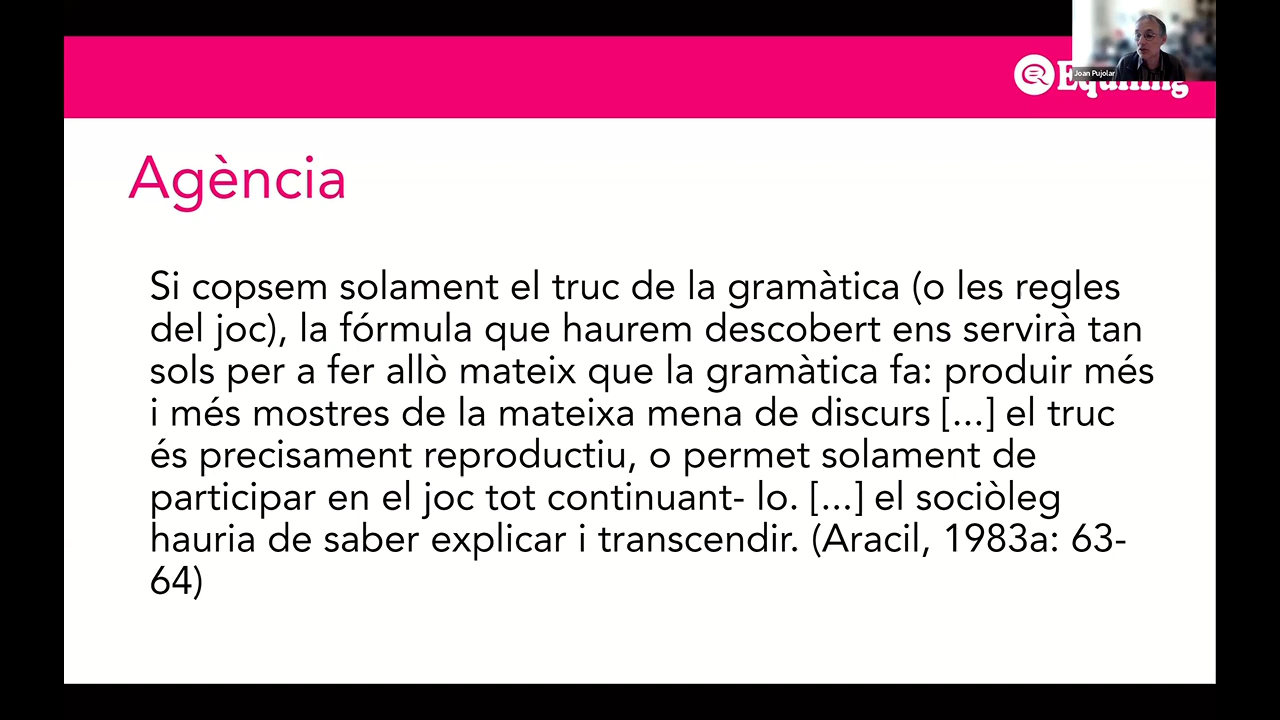 Joan Pujolar
Equiling
Agència
Si copsem solament el truc de la gramàtica (o les regles
del joc), la fórmula que haurem descobert ens servirà tan
sols per a fer allò mateix que la gramàtica fa: produir més
i més mostres de la mateixa mena de discurs [...] el truc
és precisament reproductiu, o permet solament de
participar en el joc tot continuant- lo. [...] el sociòleg
hauria de saber explicar i transcendir. (Aracil, 1983a: 63-
64)